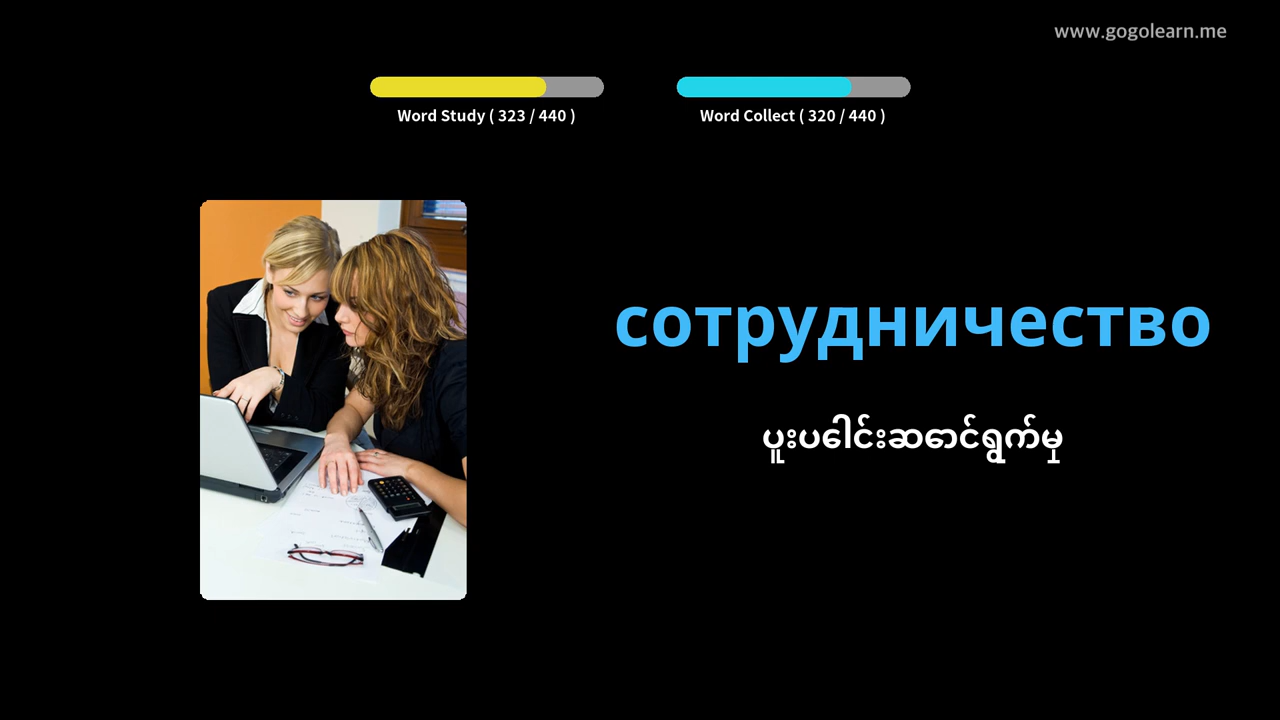 www.gogolearn.me
Word Study ( 323 / 440 )
Word Collect ( 320 / 440 )
сотрудничество
ပူးပေါင်းဆောင်ရွက်မှု